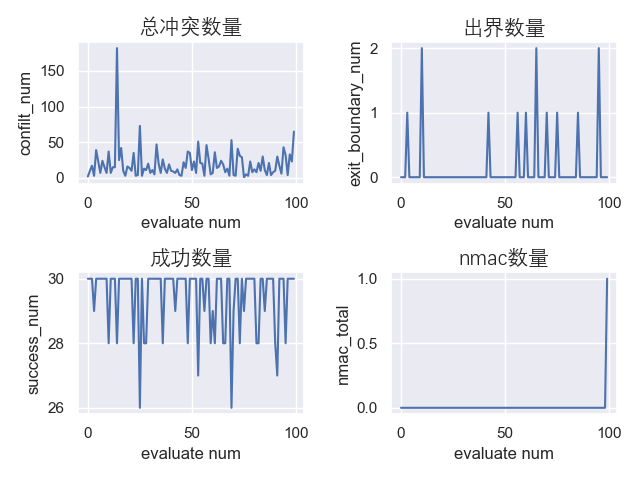 总冲突数量
confilt_num
150
100
50
0
0
50
100
evaluate num
出界数量
exit_boundary_num
2
1
0
0
50
100
evaluate num
成功数量
success_num
30
28
26
0
50
100
evaluate num
nmac数量
nmac_total
1.0
0.5
0.0
0
50
100
evaluate num